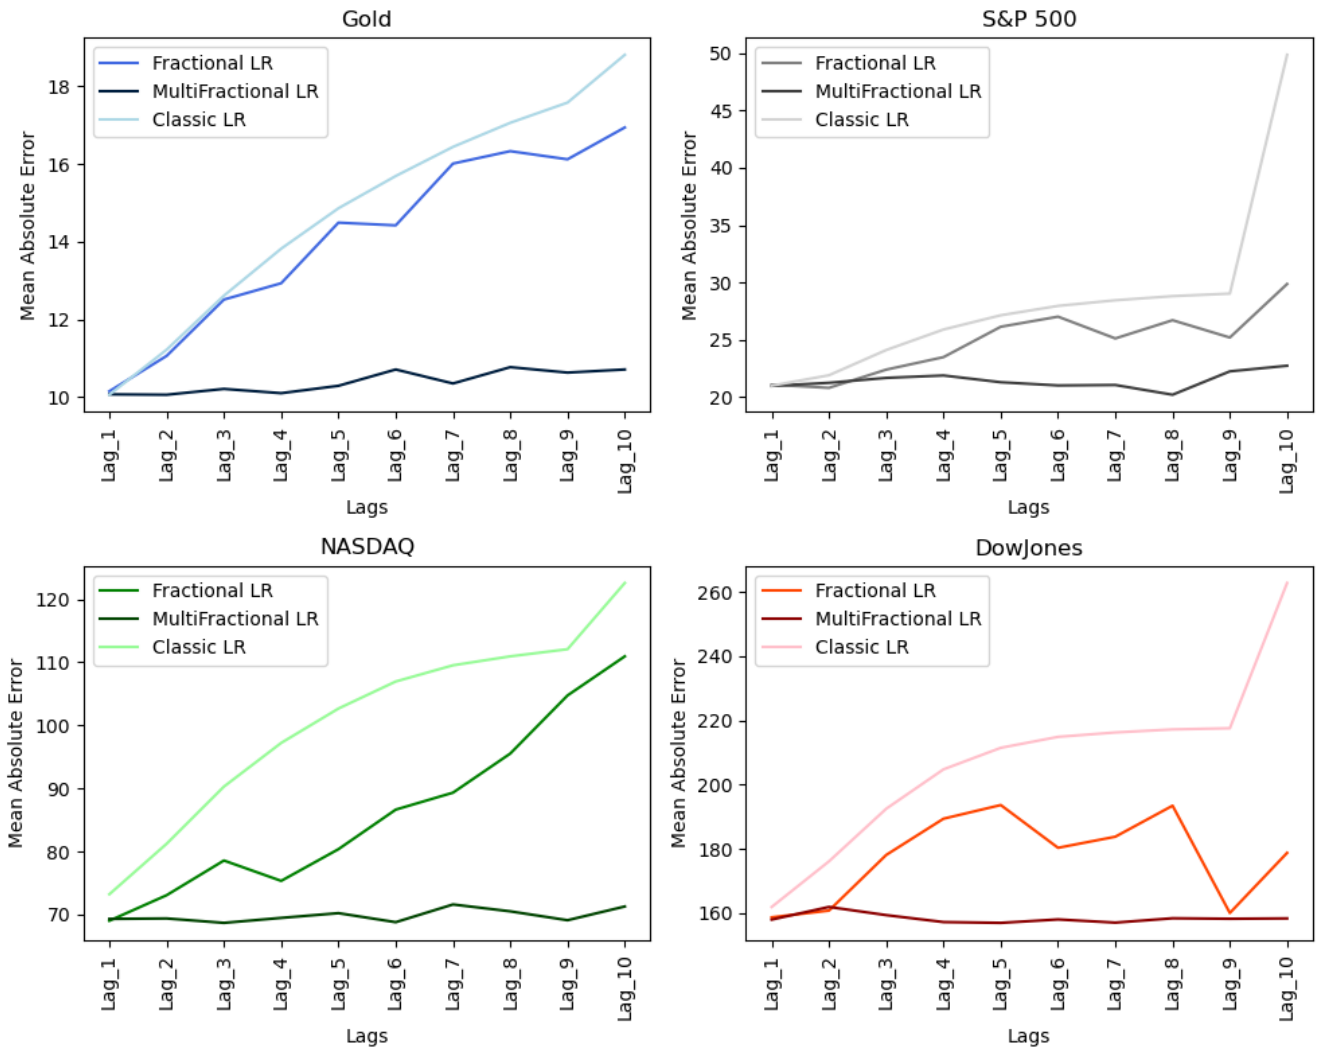 Gold
Mean Absolute Error
18
16
14
12
10
Fractional LR
MultiFractional LR
Classic LR
Lag_1
Lag_2
Lag_3
Lag_4
Lag_5
Lag_6
Lag_7
Lag_8
Lag_9
Lag_10
Lags
S&P 500
Mean Absolute Error
50
45
40
35
30
25
20
Fractional LR
MultiFractional LR
Classic LR
Lag_1
Lag_2
Lag_3
Lag_4
Lag_5
Lag_6
Lag_7
Lag_8
Lag_9
Lag_10
Lags
NASDAQ
Mean Absolute Error
120
110
100
90
80
70
Fractional LR
MultiFractional LR
Classic LR
Lag_1
Lag_2
Lag_3
Lag_4
Lag_5
Lag_6
Lag_7
Lag_8
Lag_9
Lag_10
Lags
DowJones
Mean Absolute Error
260
240
220
200
180
160
Fractional LR
MultiFractional LR
Classic LR
Lag_1
Lag_2
Lag_3
Lag_4
Lag_5
Lag_6
Lag_7
Lag_8
Lag_9
Lag_10
Lags